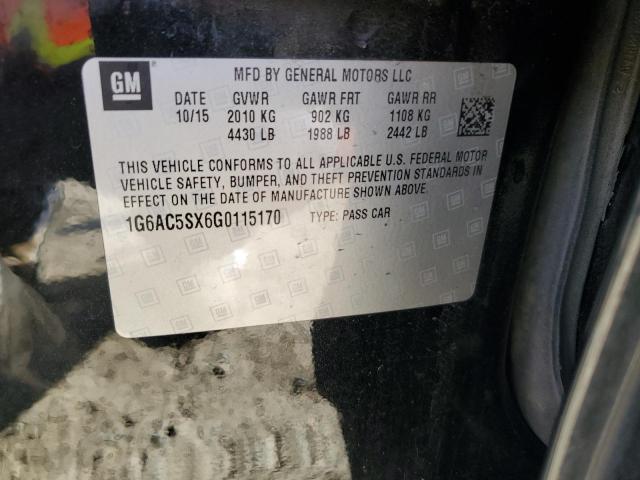 GM
MFD BY GENERAL MOTORS LLC
DATE GVWR GAWR FRT GAWR RR
10/15 2010 KG 902 KG 1108 KG
4430 LB 1988 LB 2442 LB
THIS VEHICLE CONFORMS TO ALL APPLICABLE U.S. FEDERAL MOTOR
VEHICLE SAFETY, BUMPER, AND THEFT PREVENTION STANDARDS IN
EFFECT ON THE DATE OF MANUFACTURE SHOWN ABOVE.
1G6AC5SX6G0115170 TYPE: PASS CAR